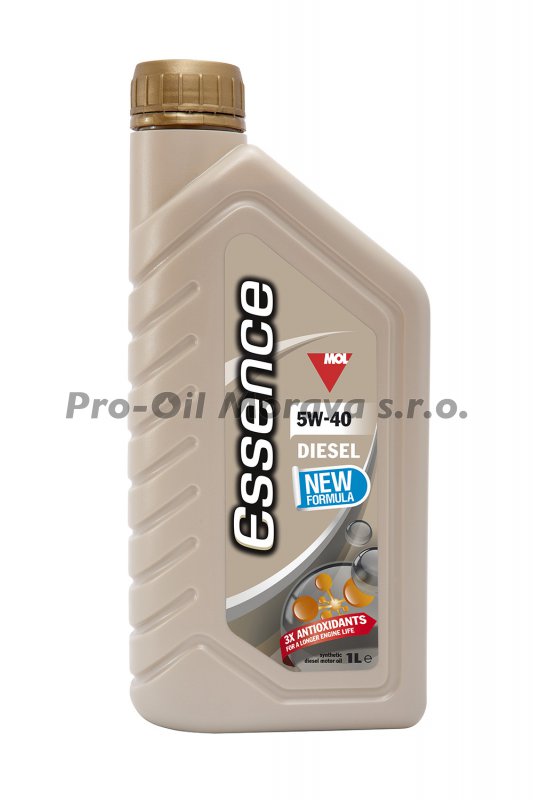 MOL
Essence
Pro-Oil Morava s.r.o.
5W-40
DIESEL
NEW
FORMULA
3X ANTIOXIDANTS
FOR A LONGER ENGINE LIFE
synthetic
diesel motor oil
1L e